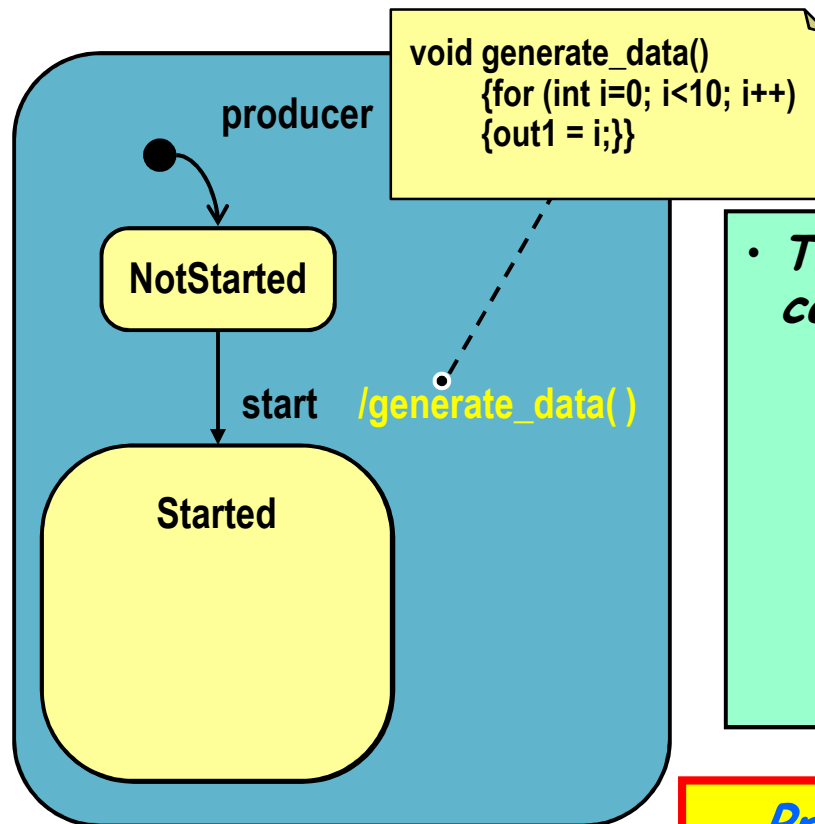 void generate_data()
{for (int i=0; i<10; i++)
{out1 = i;}}
producer
NotStarted
start /generate_data( )
Started